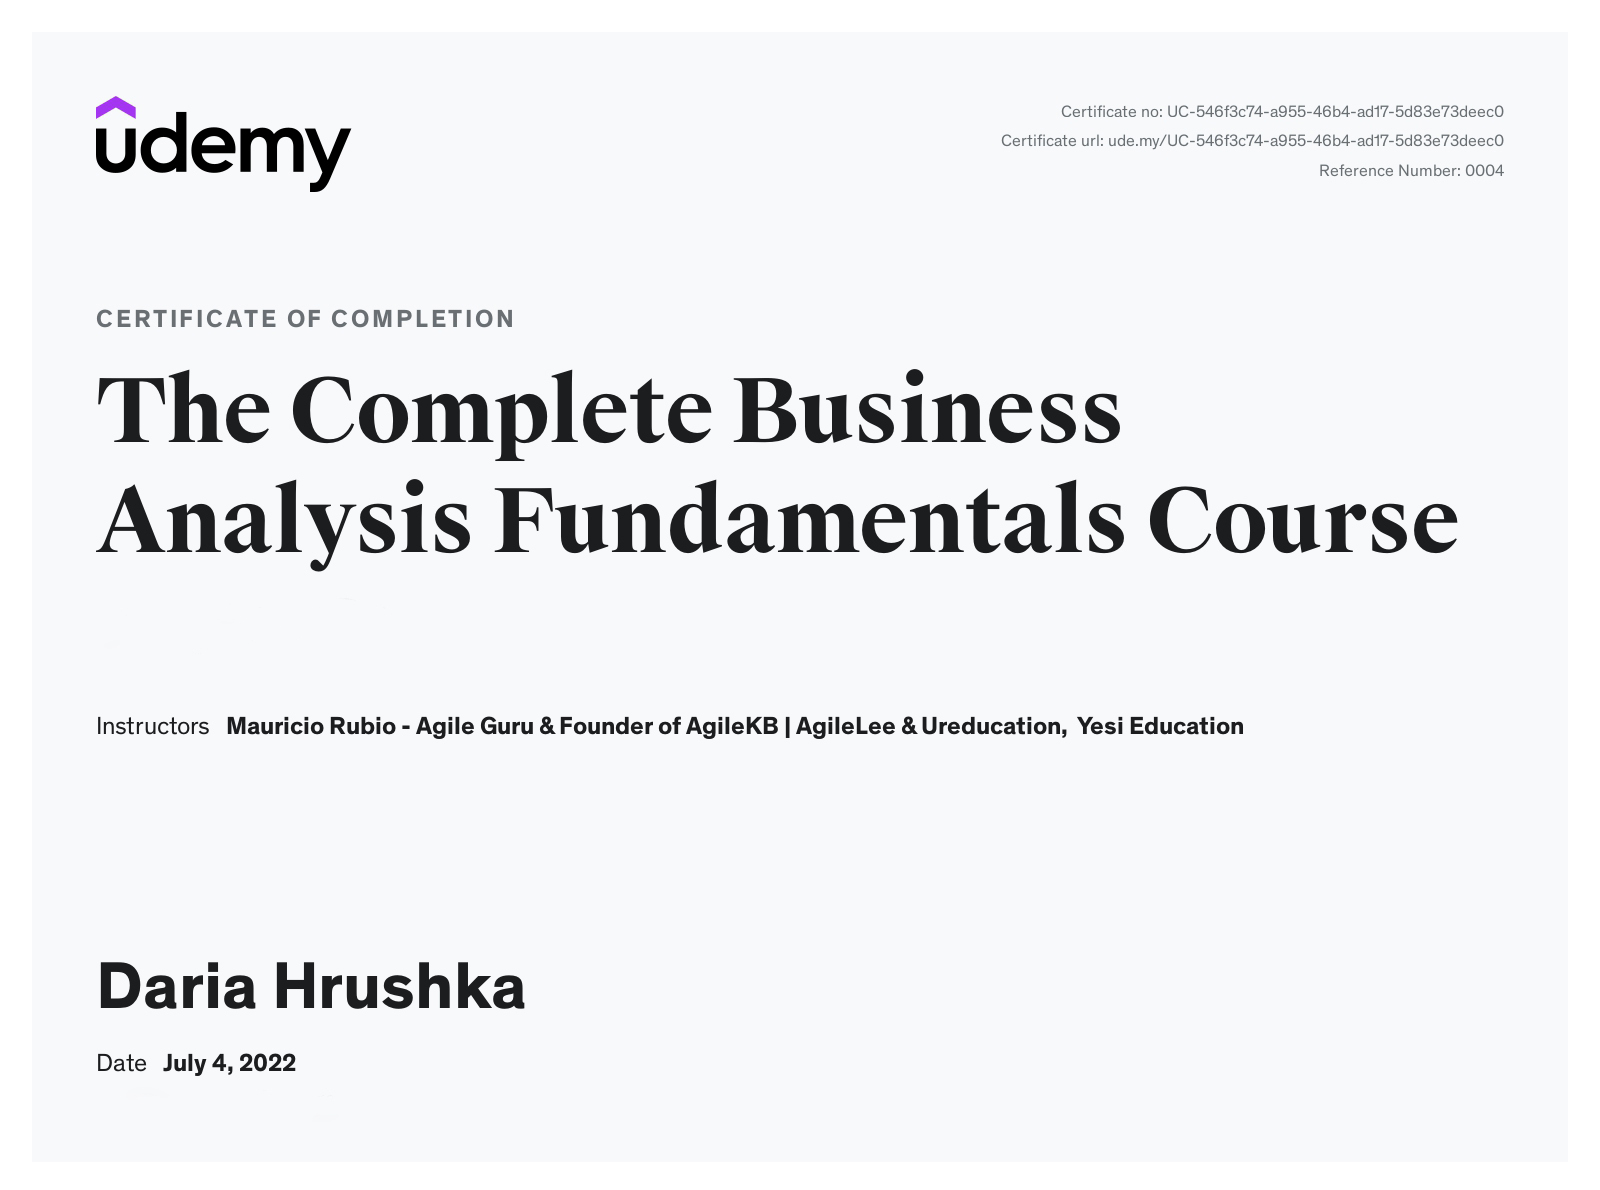 udemy
Certificate no: UC-546f3c74-a955-46b4-ad17-5d83e73deec0
Certificate url: ude.my/UC-546f3c74-a955-46b4-ad17-5d83e73deec0
Reference Number: 0004
CERTIFICATE OF COMPLETION
The Complete Business
Analysis Fundamentals Course
Instructors Mauricio Rubio - Agile Guru & Founder of AgileKB | AgileLee & Ureducation, Yesi Education
Daria Hrushka
Date July 4, 2022